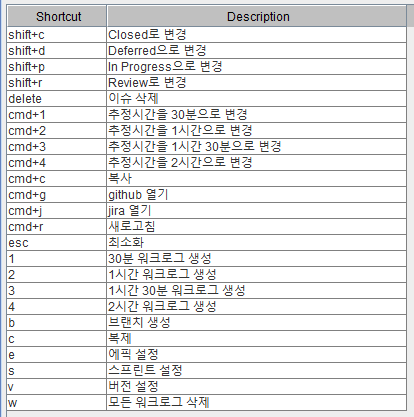 Shortcut Description
shift+c Closed로 변경
shift+d Deferred으로 변경
shift+p In Progress으로 변경
shift+r Review로 변경
delete 이슈 삭제
cmd+1 추정시간을 30분으로 변경
cmd+2 추정시간을 1시간으로 변경
cmd+3 추정시간을 1시간 30분으로 변경
cmd+4 추정시간을 2시간으로 변경
cmd+c 복사
cmd+g github 열기
cmd+j jira 열기
cmd+r 새로고침
esc 최소화
1 30분 워크로그 생성
2 1시간 워크로그 생성
3 1시간 30분 워크로그 생성
4 2시간 워크로그 생성
b 브랜치 생성
c 복제
e 에픽 설정
s 스프린트 설정
v 버전 설정
w 모든 워크로그 삭제